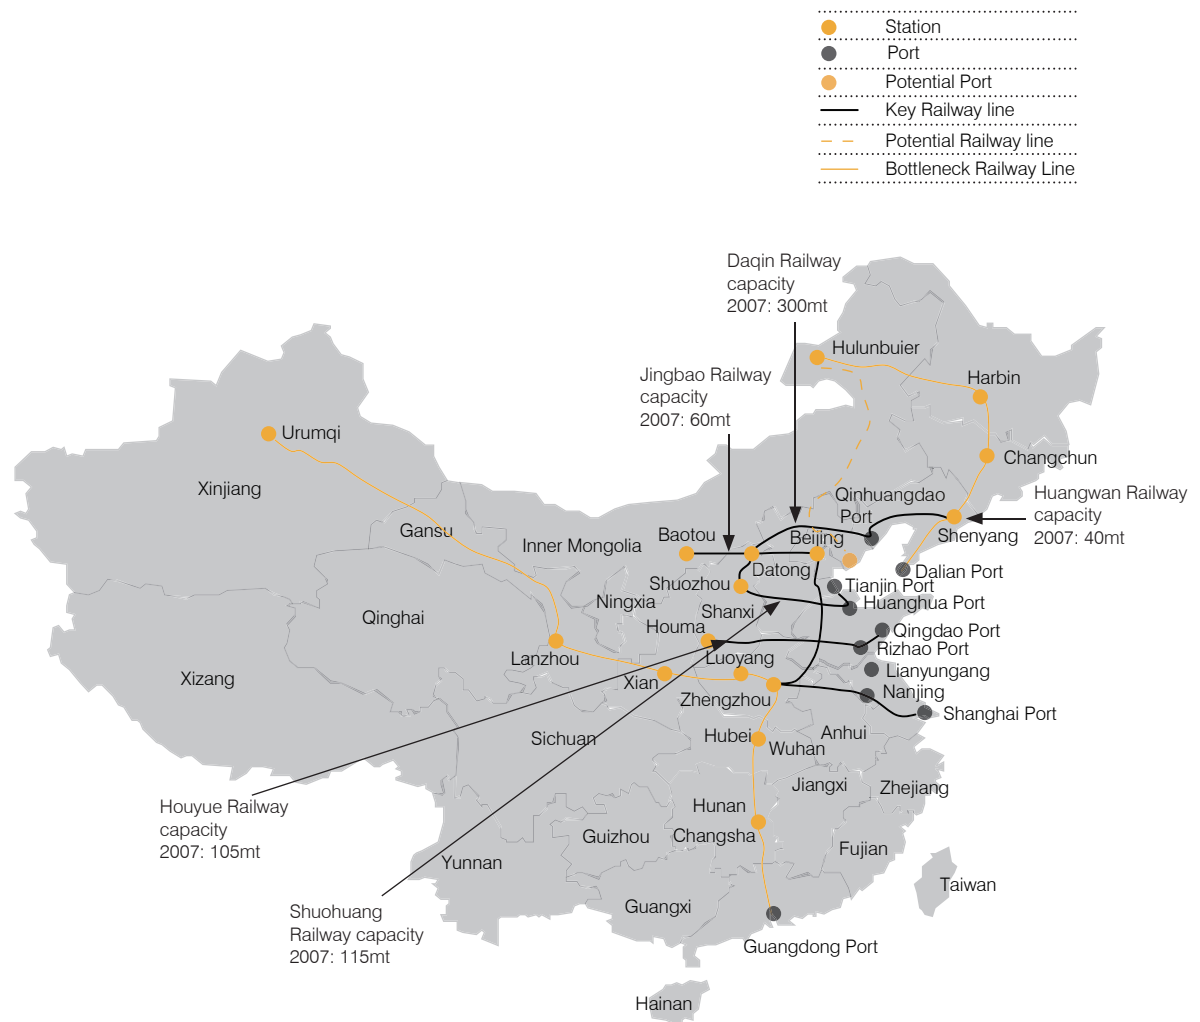 Station
Port
Potential Port
Key Railway line
Potential Railway line
Bottleneck Railway Line
Daqin Railway
capacity
2007: 300mt
Hulunbuier
Jingbao Railway
capacity
2007: 60mt
Harbin
Urumqi
Changchun
Xinjiang
Qinhuangdao
Port
Huangwan Railway
capacity
2007: 40mt
Gansu
Inner Mongolia
Baotou
Beijing
Shenyang
Datong
Dalian Port
Shuozhou
Tianjin Port
Ningxia
Shanxi
Huanghua Port
Qinghai
Houma
Qingdao Port
Rizhao Port
Lanzhou
Luoyang
Lianyungang
Xizang
Xian
Zhengzhou
Nanjing
Shanghai Port
Sichuan
Hubei
Wuhan
Anhui
Jiangxi
Zhejiang
Houyue Railway
capacity
2007: 105mt
Hunan
Changsha
Guizhou
Fujian
Yunnan
Taiwan
Shuohuang
Railway capacity
2007: 115mt
Guangxi
Guangdong Port
Hainan